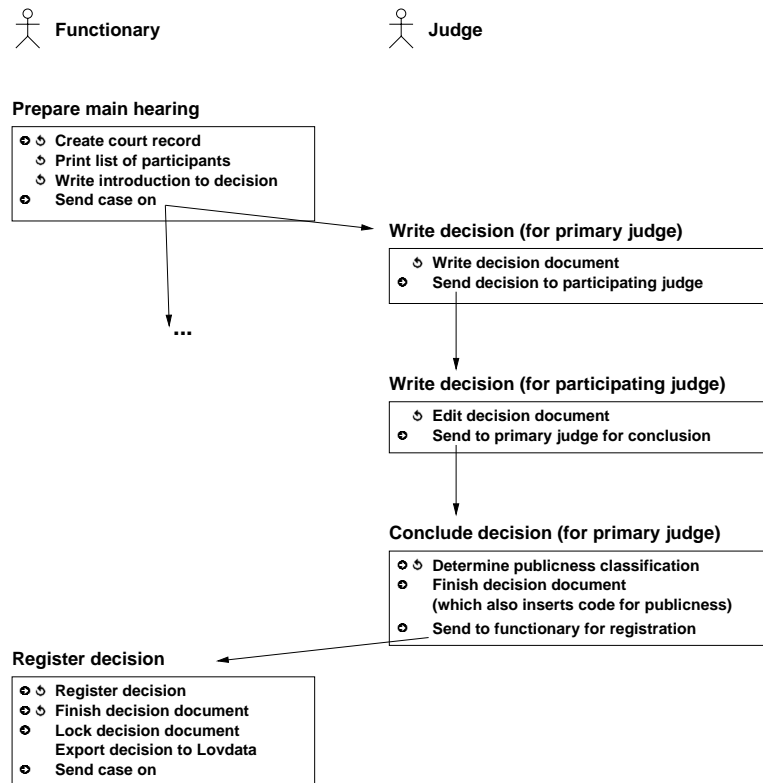 Functionary
Judge
Prepare main hearing
Create court record
Print list of participants
Write introduction to decision
Send case on
Write decision (for primary judge)
Write decision document
Send decision to participating judge
...
Write decision (for participating judge)
Edit decision document
Send to primary judge for conclusion
Conclude decision (for primary judge)
Determine publicness classification
Finish decision document
(which also inserts code for publicness)
Send to functionary for registration
Register decision
Register decision
Finish decision document
Lock decision document
Export decision to Lovdata
Send case on